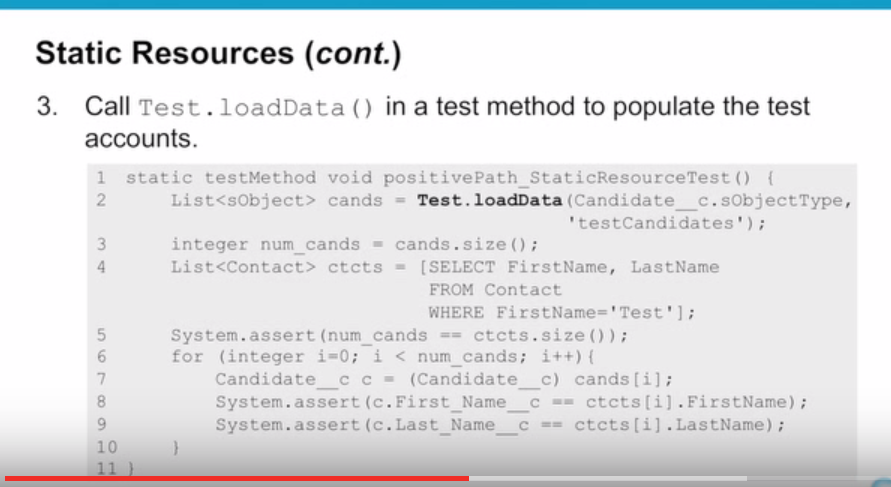 Static Resources (cont.)
3. Call Test.loadData() in a test method to populate the test
accounts.
1 static testMethod void positivePath_StaticResourceTest() {
2 List<sObject> cands = Test.loadData(Candidate__c.sObjectType,
'testCandidates');
3 integer num_cands = cands.size();
4 List<Contact> ctcts = [SELECT FirstName, LastName
FROM Contact
WHERE FirstName='Test'];
5 System.assert(num_cands == ctcts.size());
6 for (integer i=0; i < num_cands; i++){
7 Candidate__c c = (Candidate__c) cands[i];
8 System.assert(c.First_Name__c == ctcts[i].FirstName);
9 System.assert(c.Last_Name__c == ctcts[i].LastName);
10 }
11 }